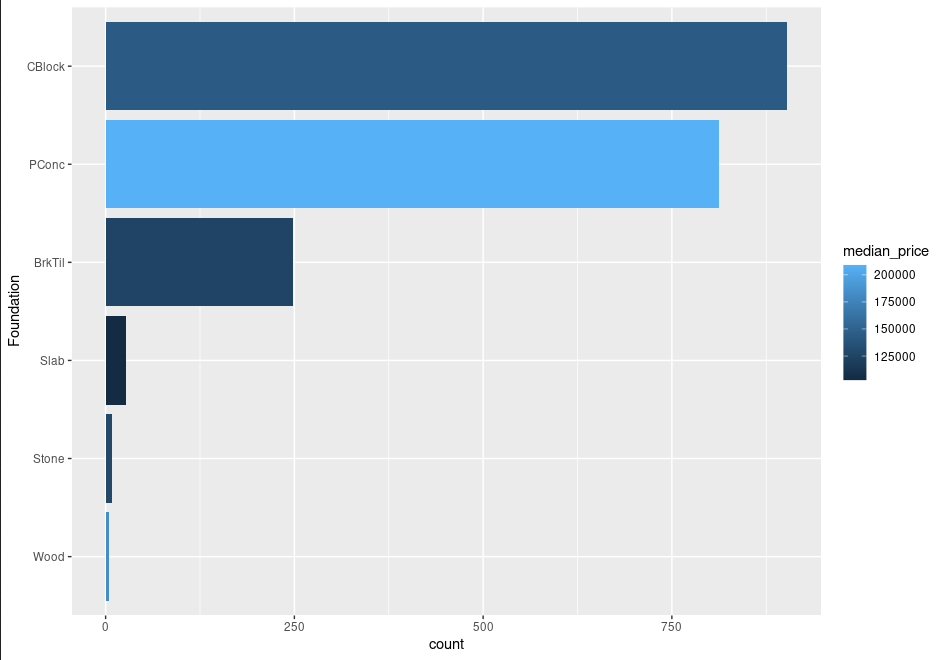 CBlock
PConc
BrkTil
Slab
Stone
Wood
Foundation
0
250
500
750
count
median_price
200000
175000
150000
125000